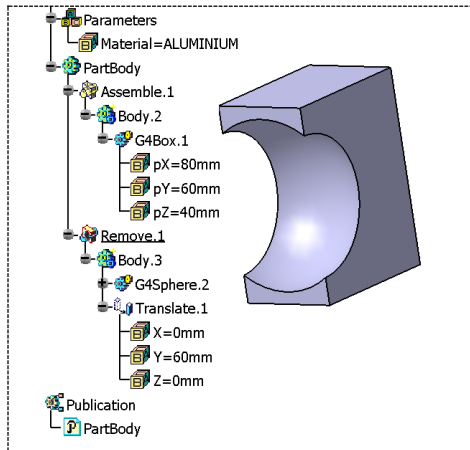 Parameters
Material=ALUMINIUM
PartBody
Assemble.1
Body.2
G4Box.1
pX=80mm
pY=60mm
pZ=40mm
Remove.1
Body.3
G4Sphere.2
Translate.1
X=0mm
Y=60mm
Z=0mm
Publication
PartBody